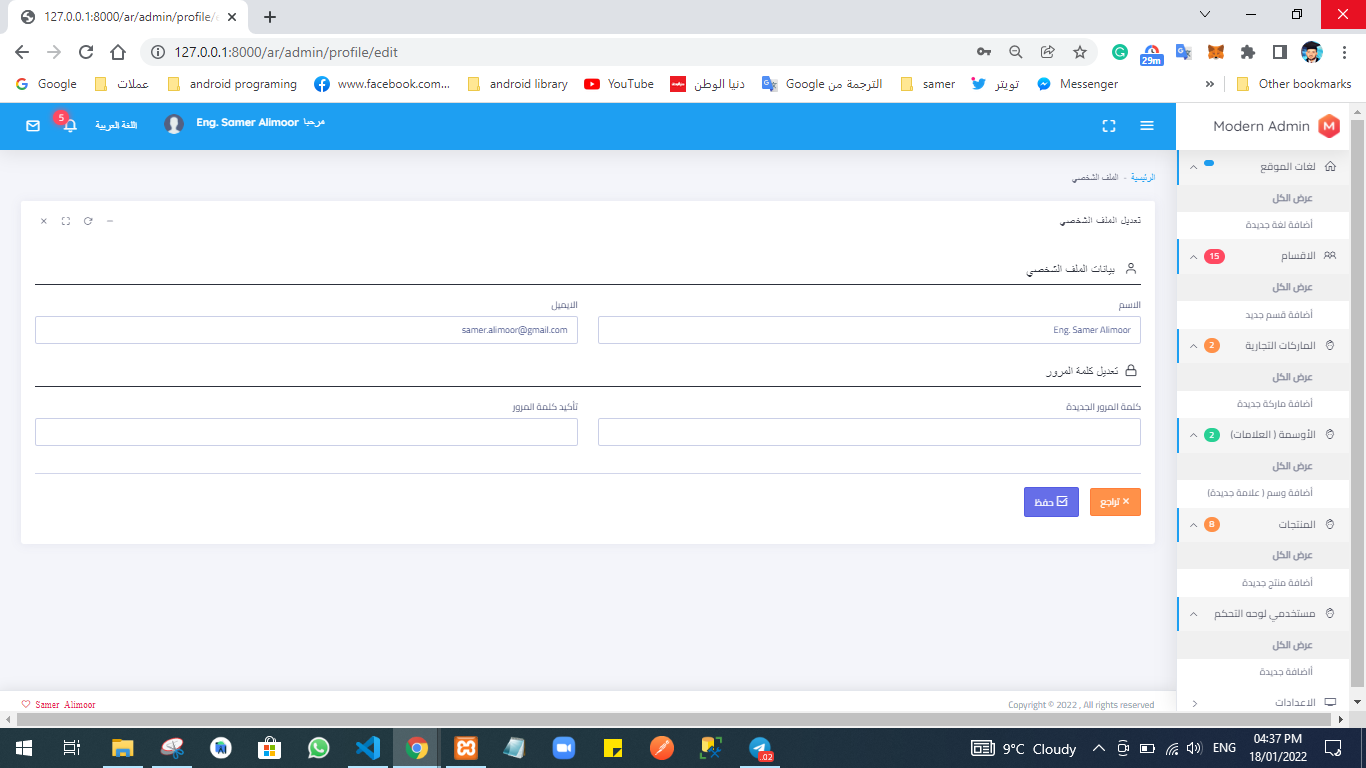 127.0.0.1:8000/ar/admin/profile/e
127.0.0.1:8000/ar/admin/profile/edit
29m
Google
عملات
android programing
www.facebook.com...
android library
YouTube
دنيا الوطن
الترجمة من Google
samer
تويتر
Messenger
»
Other bookmarks
Modern Admin
مرحبا Eng. Samer Alimoor
اللغة العربية
5
الرئيسية - الملف الشخصي
تعديل الملف الشخصي
بيانات الملف الشخصي
الاسم
الايميل
Eng. Samer Alimoor
samer.alimoor@gmail.com
تعديل كلمة المرور
كلمة المرور الجديدة
تأكيد كلمة المرور
تراجع
حفظ
لغات الموقع
عرض الكل
أضافة لغة جديدة
الاقسام 15
عرض الكل
أضافة قسم جديد
الماركات التجارية 2
عرض الكل
أضافة ماركة جديدة
الأوسمة ( العلامات) 2
عرض الكل
أضافة وسم ( علامة جديدة)
المنتجات 8
عرض الكل
أضافة منتج جديدة
مستخدمي لوحه التحكم
عرض الكل
أاضافة جديدة
الاعدادات
Copyright © 2022 , All rights reserved
Samer Alimoor
.02
9°C Cloudy
ENG
04:37 PM
18/01/2022